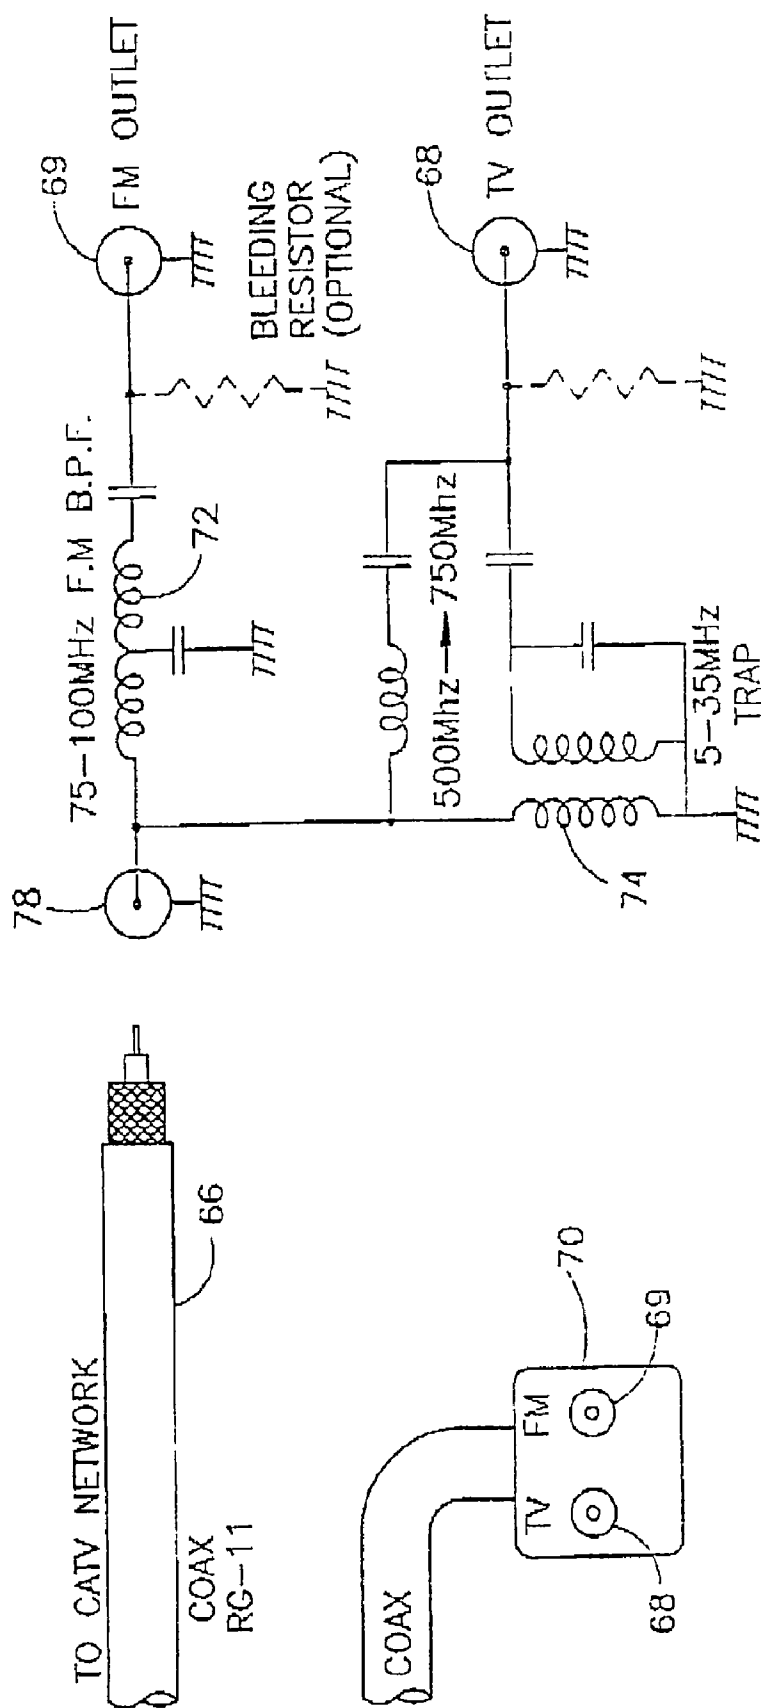 TO CATV NETWORK
COAX
RG-11
66
78
75-100MHz F.M B.P.F.
72
69
FM OUTLET
BLEEDING
RESISTOR
(OPTIONAL)
500Mhz 750Mhz
74
5-35MHz
TRAP
68
TV OUTLET
COAX
TV FM
70
68
69